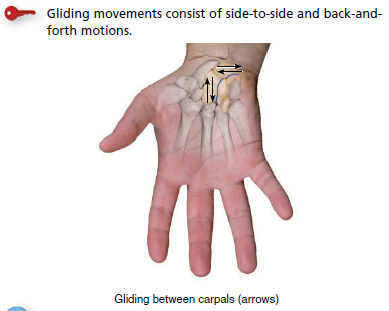 Gliding movements consist of side-to-side and back-and-
forth motions.
Gliding between carpals (arrows)